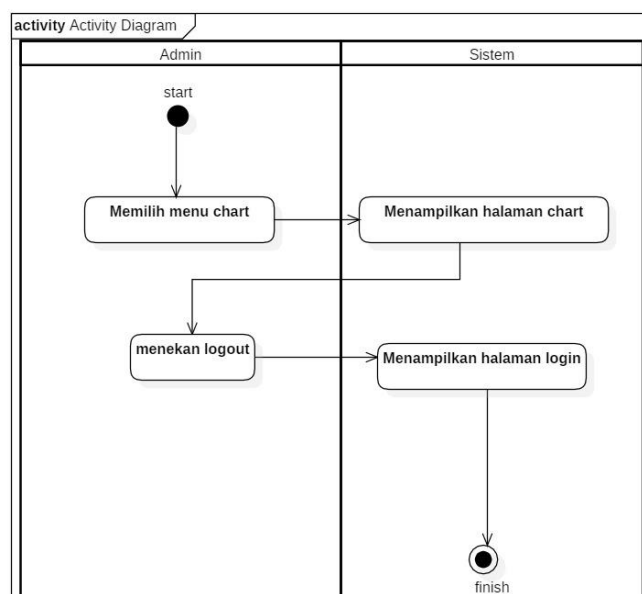 activity Activity Diagram
Admin
Sistem
start
Memilih menu chart
Menampilkan halaman chart
menekan logout
Menampilkan halaman login
finish